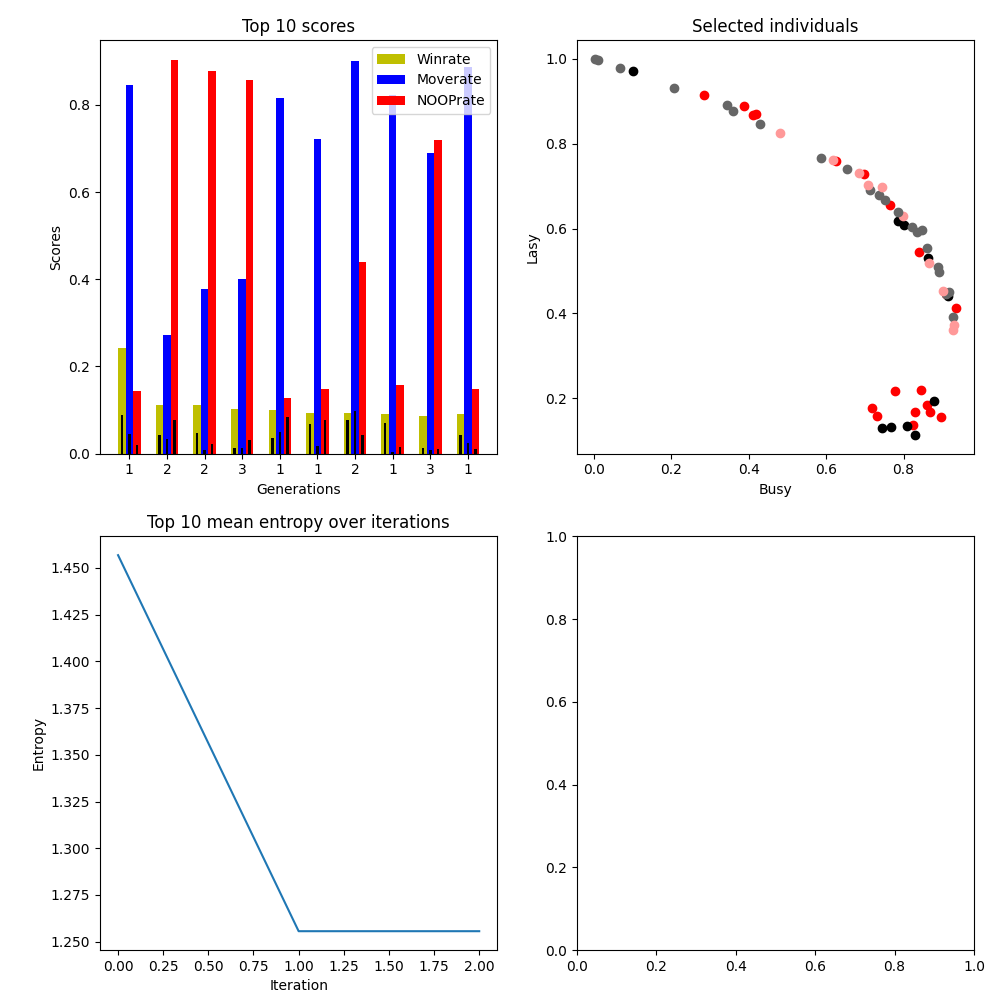 Top 10 scores
Winrate
Moverate
NOOPrate
Scores
0.8
0.6
0.4
0.2
0.0
1 2 2 3 1 1 2 1 3 1
Generations
Selected individuals
Lasy
1.0
0.8
0.6
0.4
0.2
0.0 0.2 0.4 0.6 0.8
Busy
Top 10 mean entropy over iterations
Entropy
1.450
1.425
1.400
1.375
1.350
1.325
1.300
1.275
1.250
0.00 0.25 0.50 0.75 1.00 1.25 1.50 1.75 2.00
Iteration
1.0
0.8
0.6
0.4
0.2
0.0
0.0 0.2 0.4 0.6 0.8 1.0